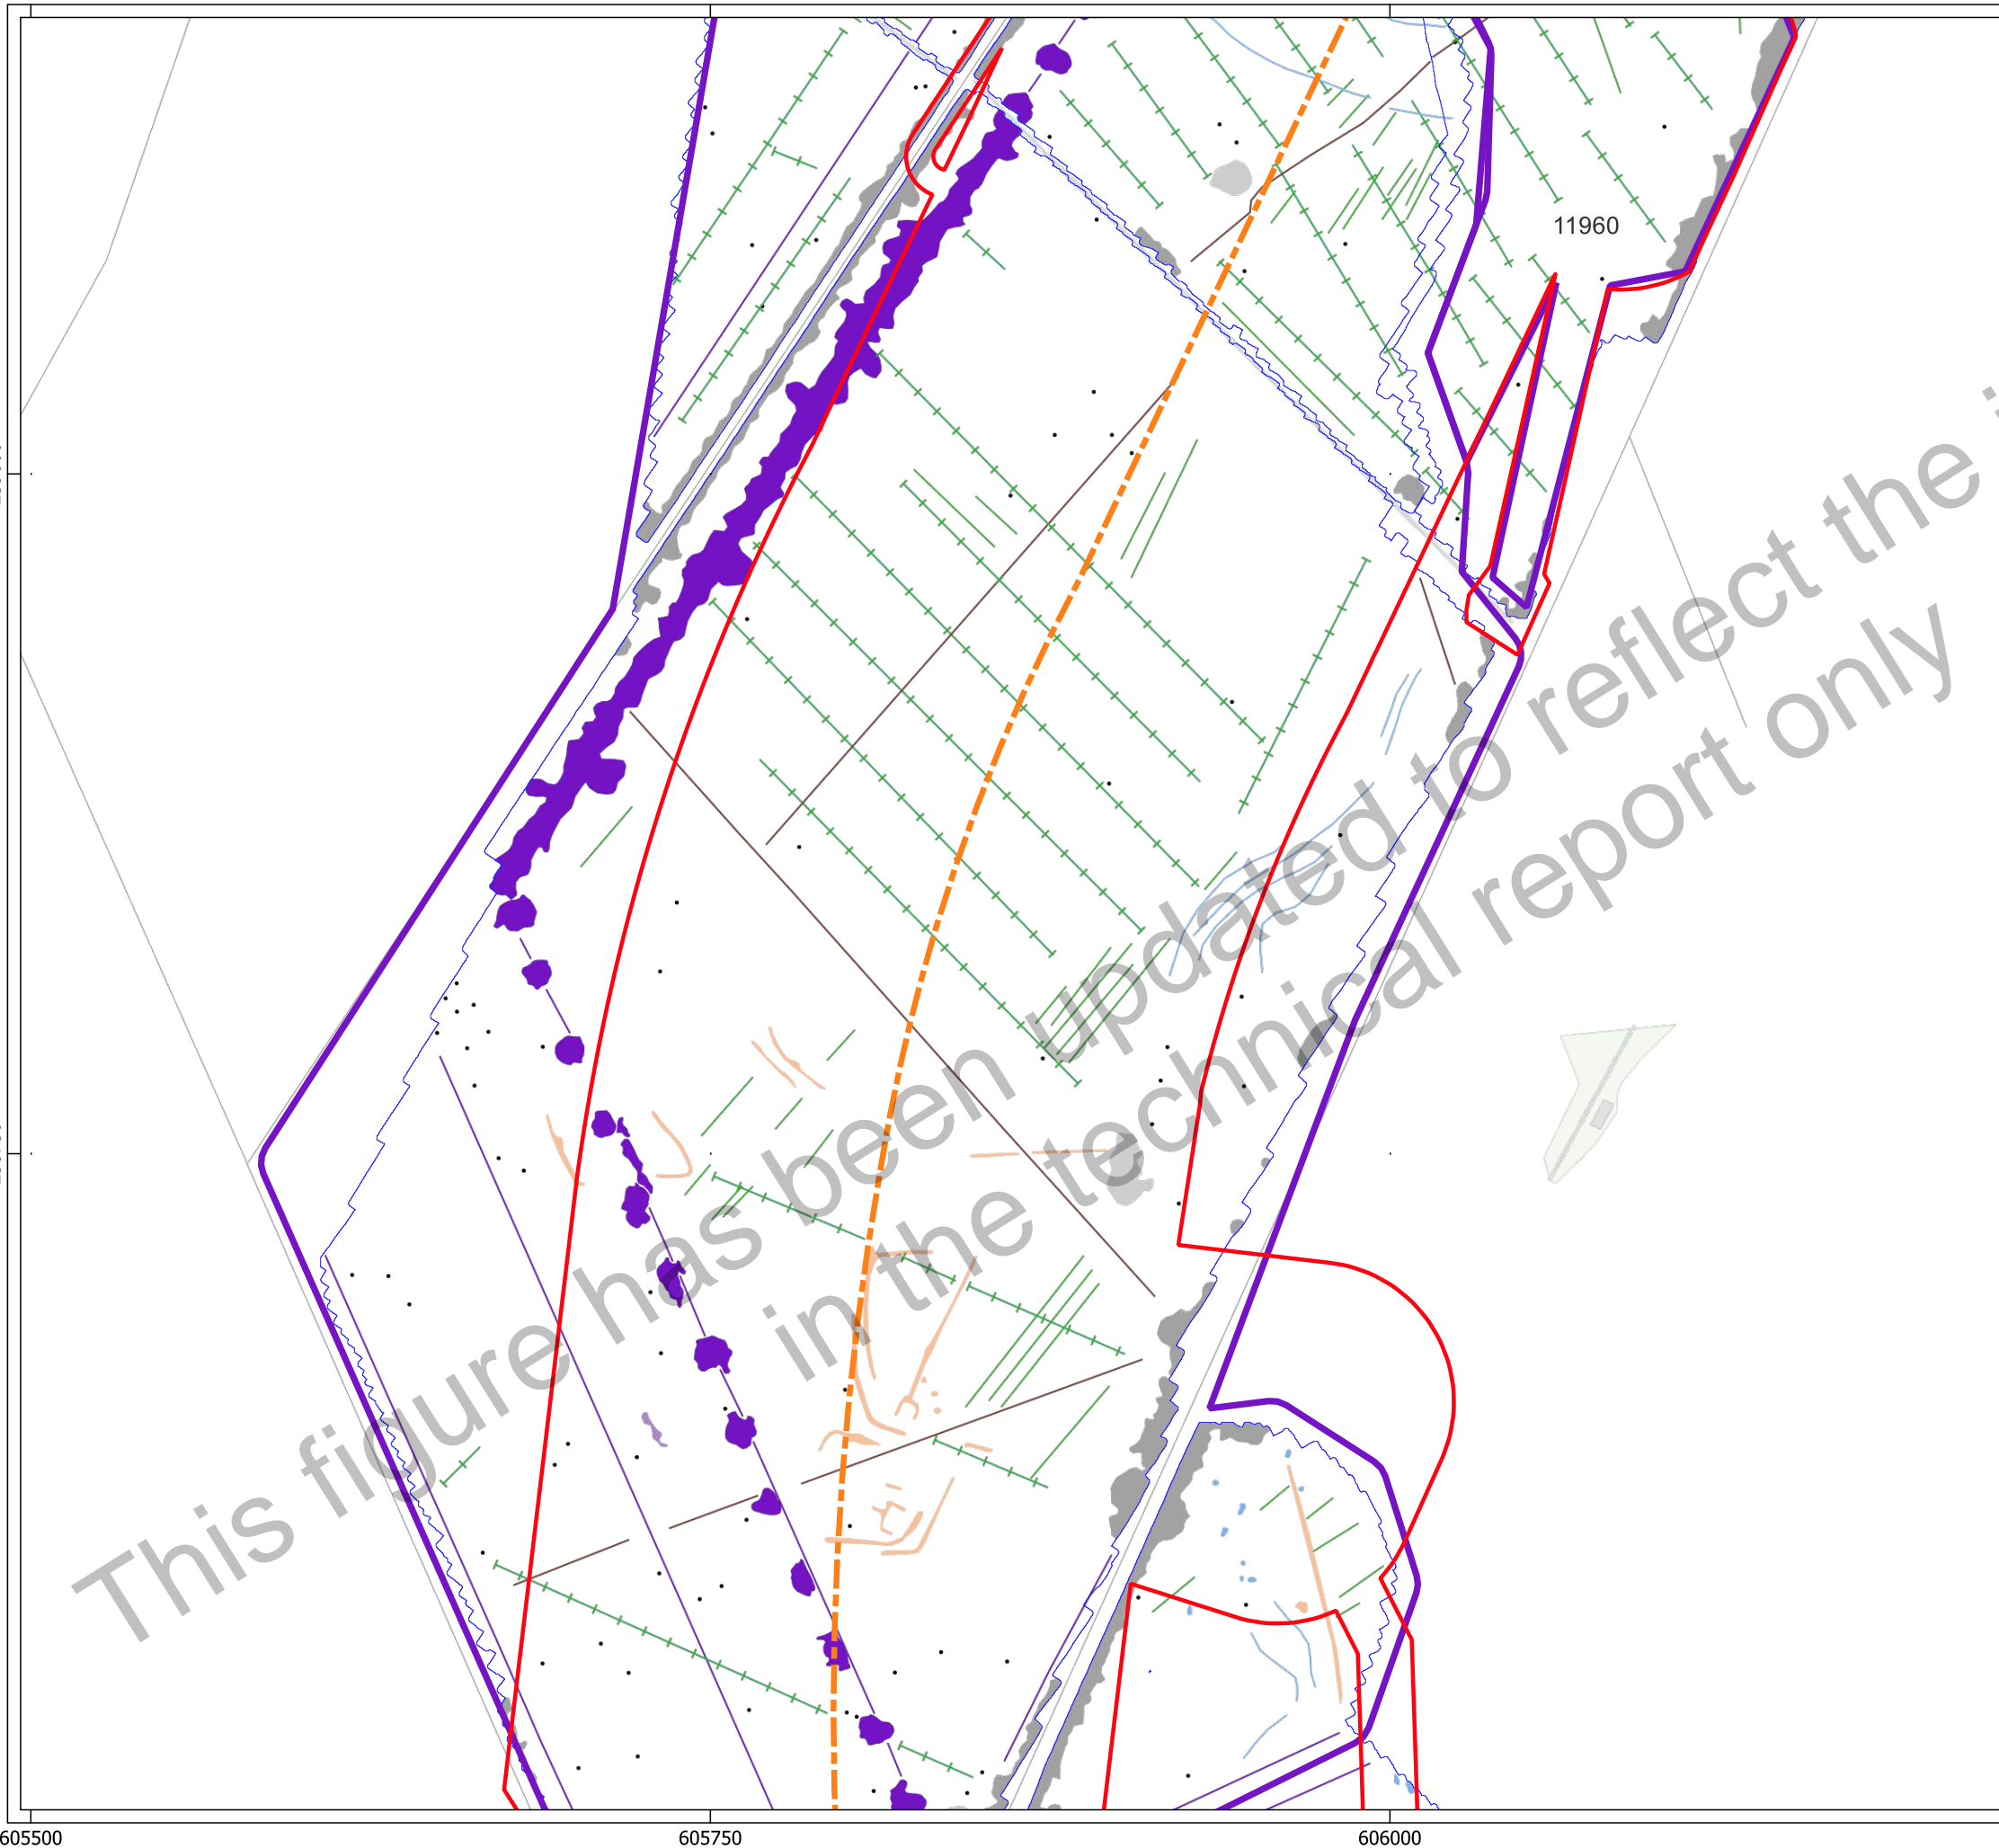 11960
This figure has been updated to reflect the
in the technical report only
605500
605750
606000